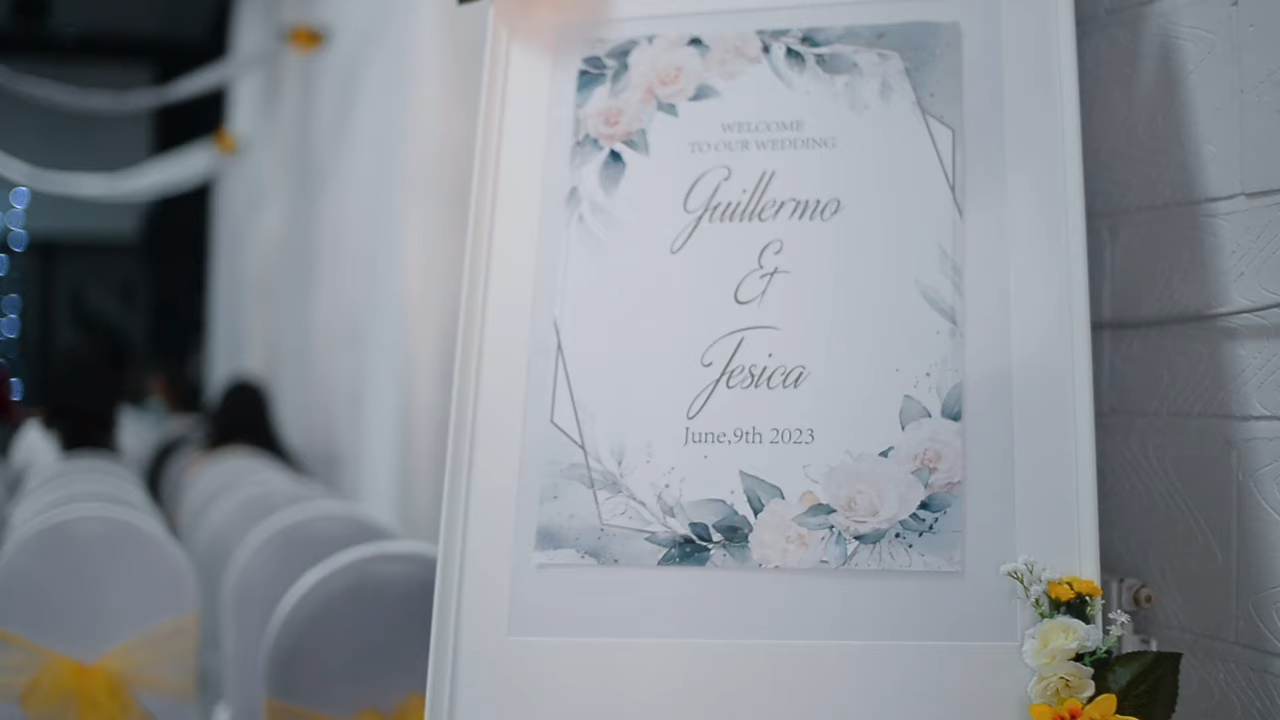 WELCOME
TO OUR WEDDING
Guillermo
&
Jesica
June,9th 2023